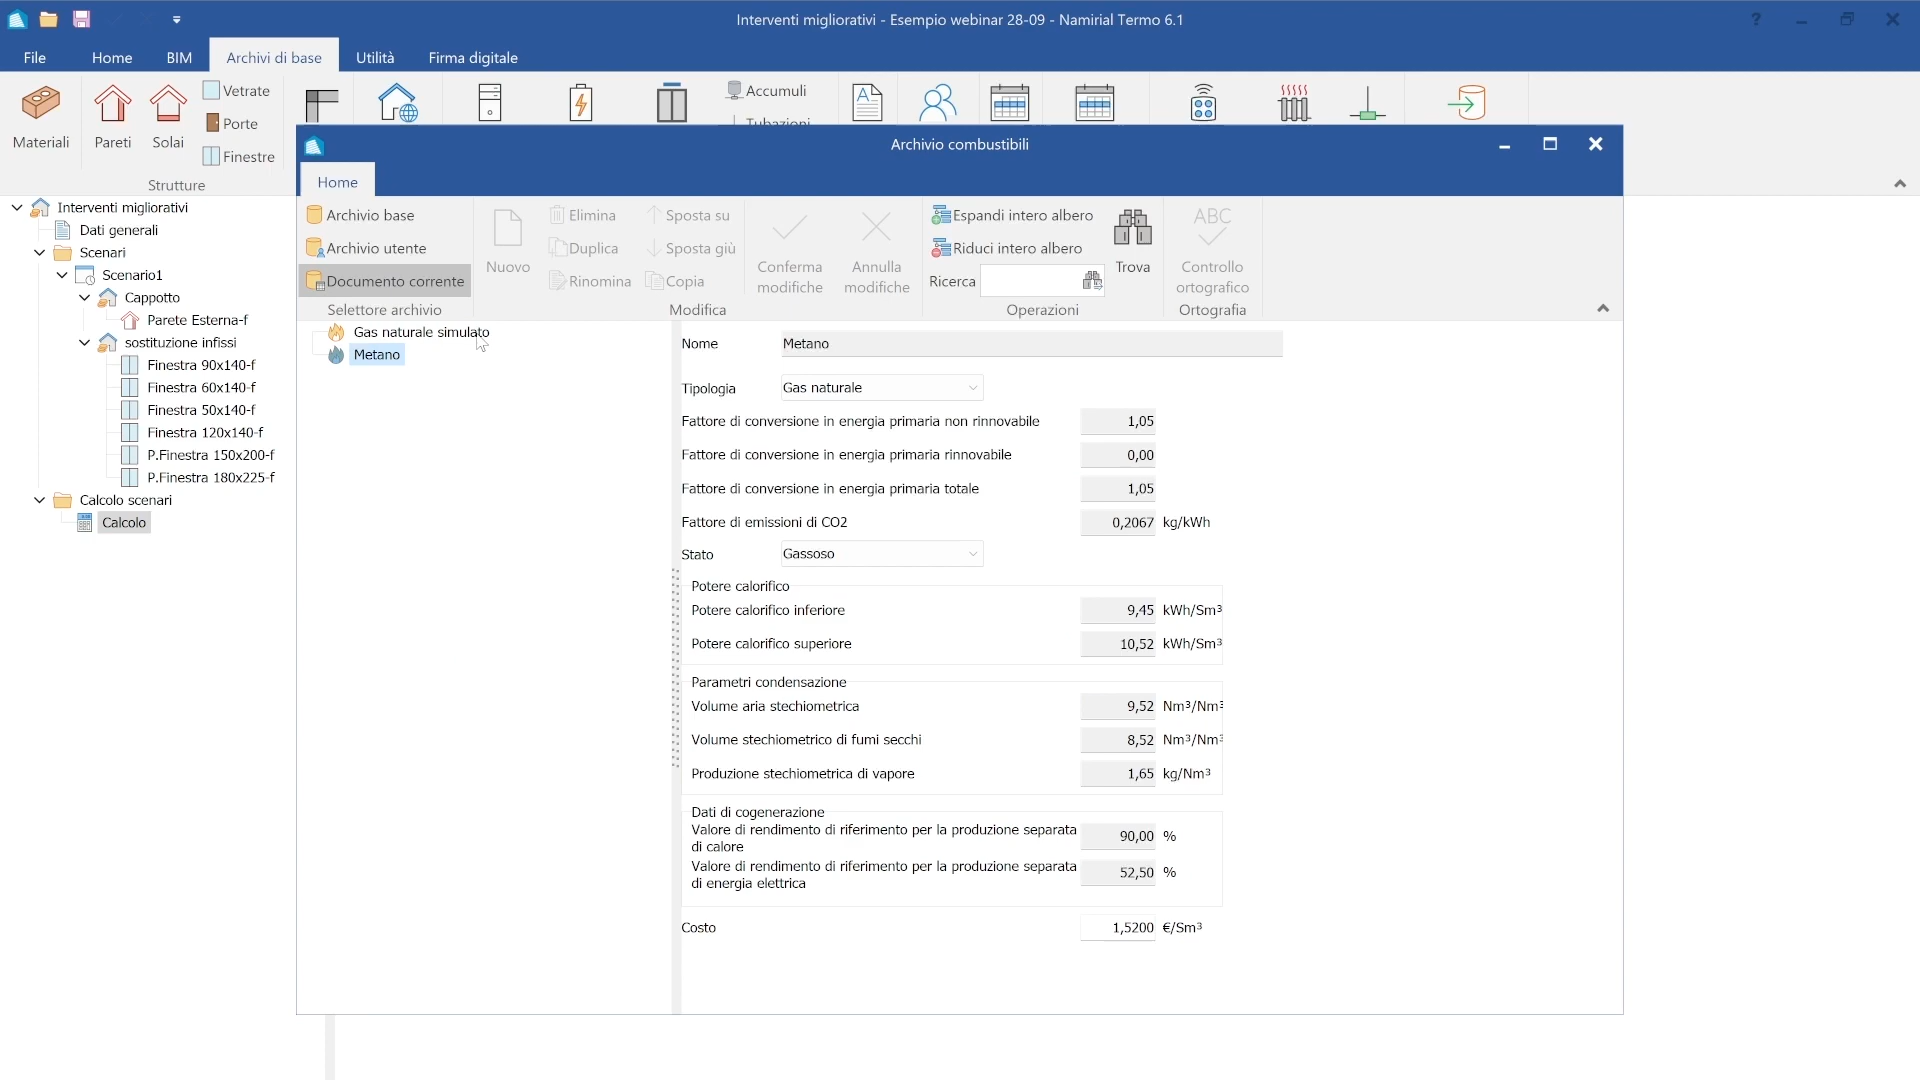 Interventi migliorativi - Esempio webinar 28-09 - Namirial Termo 6.1
?
File
Home
BIM
Archivi di base
Utilità
Firma digitale
Materiali
Pareti
Solai
Vetrate
Porte
Finestre
Strutture
Accumuli
Tubazioni
Archivio combustibili
Home
Archivio base
Archivio utente
Documento corrente
Selettore archivio
Nuovo
Elimina
Duplica
Rinomina
Sposta su
Sposta giù
Copia
Modifica
Conferma
modifiche
Annulla
modifiche
Espandi intero albero
Riduci intero albero
Ricerca
Trova
Operazioni
ABC
Controllo
ortografico
Ortografia
Interventi migliorativi
Dati generali
Scenari
Scenario1
Cappotto
Parete Esterna-f
sostituzione infissi
Finestra 90x140-f
Finestra 60x140-f
Finestra 50x140-f
Finestra 120x140-f
P.Finestra 150x200-f
P.Finestra 180x225-f
Calcolo scenari
Calcolo
Gas naturale simulato
Metano
Nome Metano
Tipologia Gas naturale
Fattore di conversione in energia primaria non rinnovabile 1,05
Fattore di conversione in energia primaria rinnovabile 0,00
Fattore di conversione in energia primaria totale 1,05
Fattore di emissioni di CO2 0,2067 kg/kWh
Stato Gassoso
Potere calorifico
Potere calorifico inferiore 9,45 kWh/Sm³
Potere calorifico superiore 10,52 kWh/Sm³
Parametri condensazione
Volume aria stechiometrica 9,52 Nm³/Nm³
Volume stechiometrico di fumi secchi 8,52 Nm³/Nm³
Produzione stechiometrica di vapore 1,65 kg/Nm³
Dati di cogenerazione
Valore di rendimento di riferimento per la produzione separata
di calore 90,00 %
Valore di rendimento di riferimento per la produzione separata
di energia elettrica 52,50 %
Costo 1,5200 €/Sm³